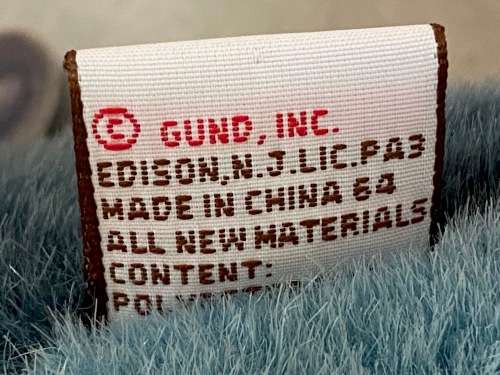 © GUND, INC.
EDISON, N.J. LIC. PA3
MADE IN CHINA 64
ALL NEW MATERIALS
CONTENT: